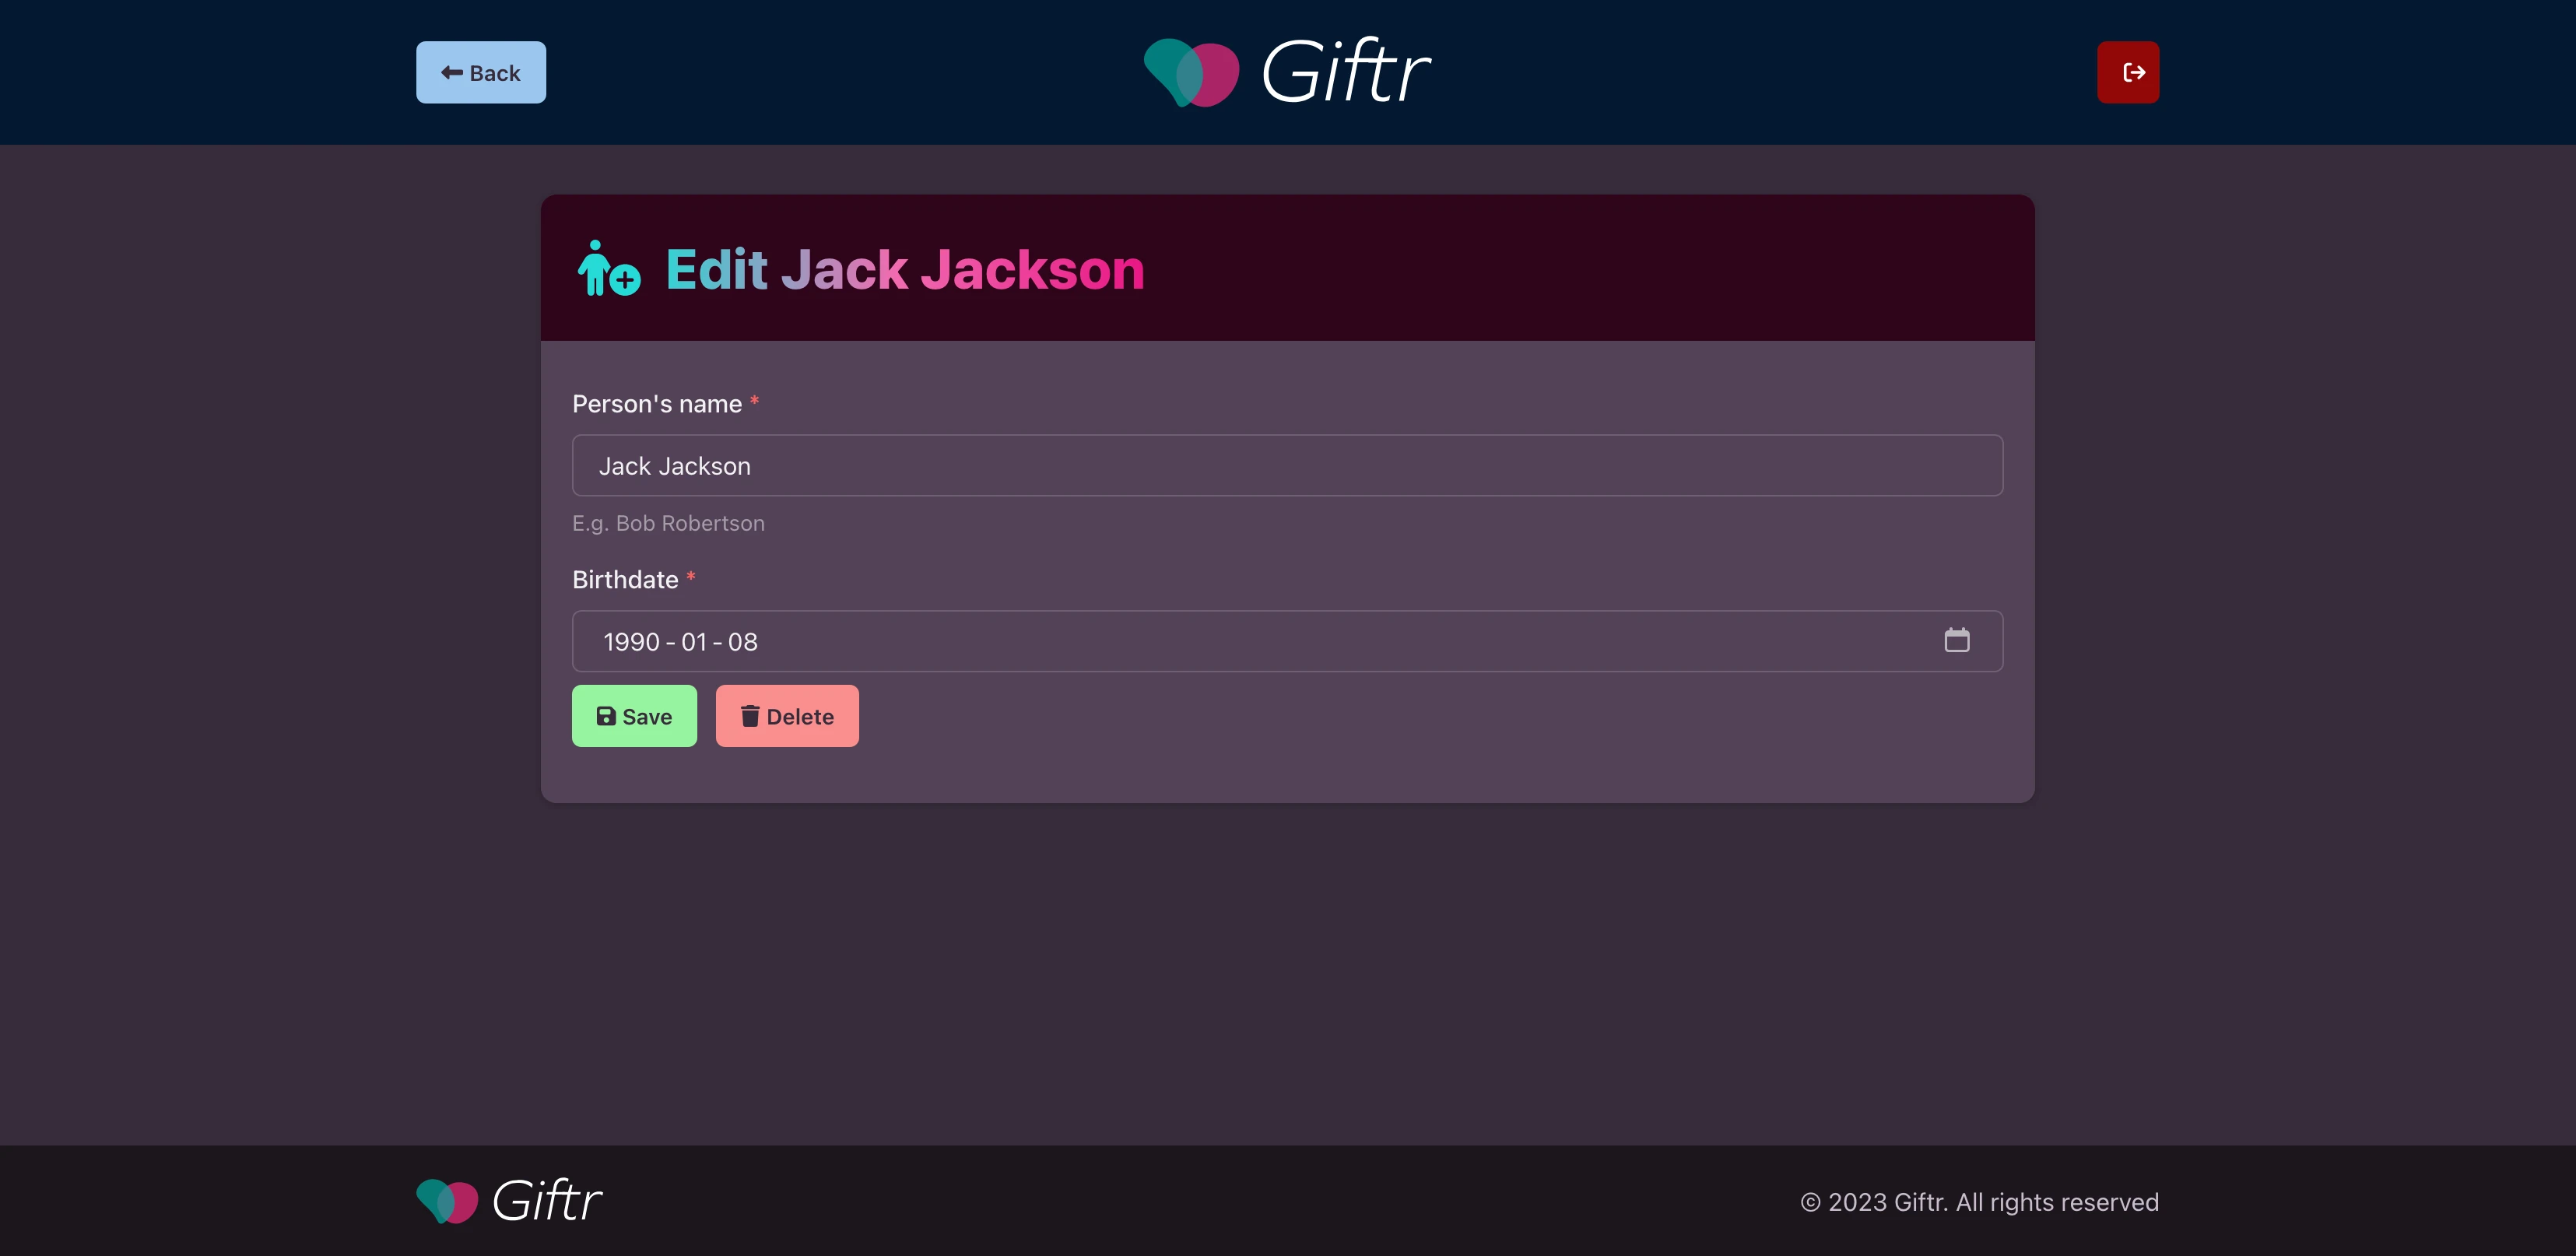 Back
Giftr
Edit Jack Jackson
Person's name *
Jack Jackson
E.g. Bob Robertson
Birthdate *
1990-01-08
Save
Delete
Giftr
© 2023 Giftr. All rights reserved